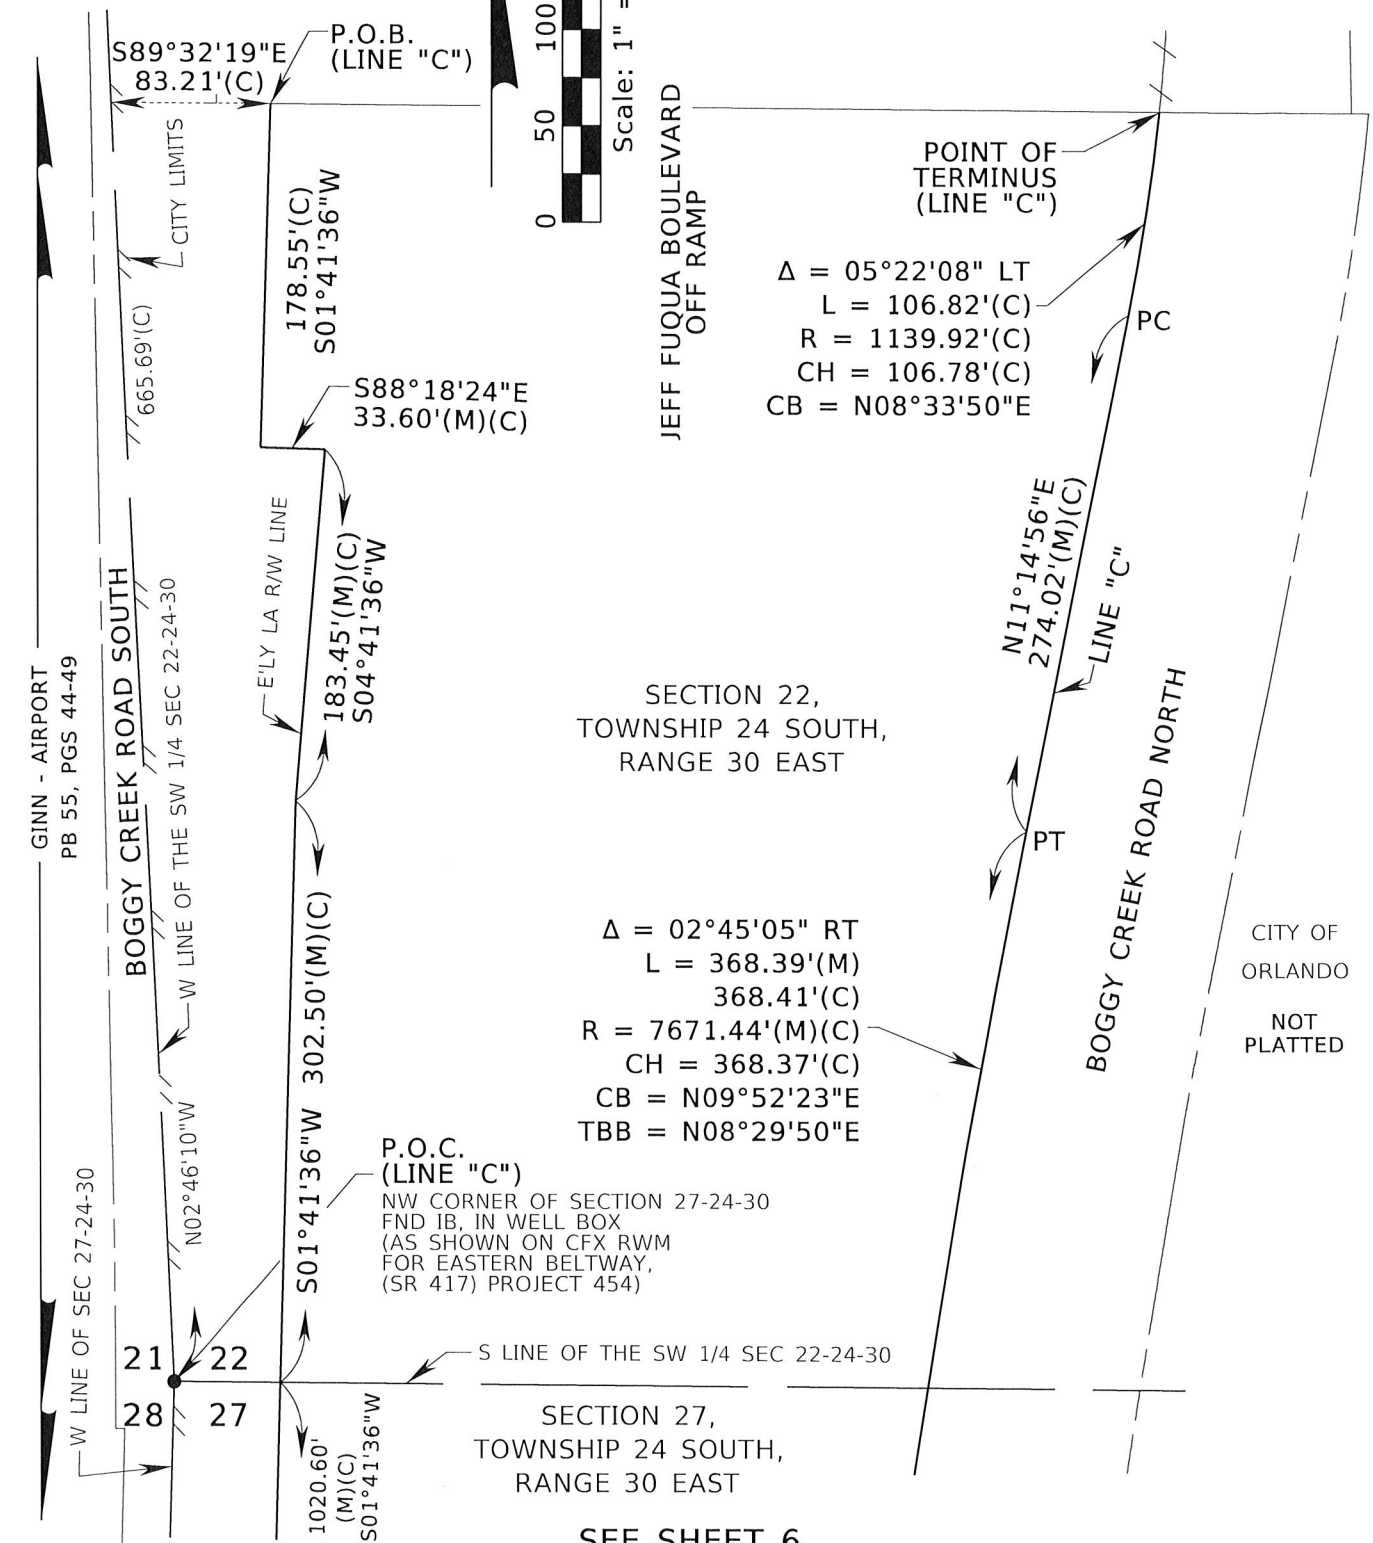 S89°32'19"E
83.21'(C)
P.O.B.
(LINE "C")
0 50 100
Scale: 1" =
CITY LIMITS
178.55'(C)
S01°41'36"W
JEFF FUQUA BOULEVARD
OFF RAMP
POINT OF
TERMINUS
(LINE "C")
Δ = 05°22'08" LT
L = 106.82'(C)
R = 1139.92'(C)
CH = 106.78'(C)
CB = N08°33'50"E
PC
665.69'(C)
S88°18'24"E
33.60'(M)(C)
E'LY LA R/W LINE
183.45'(M)(C)
S04°41'36"W
N11°14'56"E
274.02'(M)(C)
LINE "C"
GINN - AIRPORT
PB 55, PGS 44-49
BOGGY CREEK ROAD SOUTH
W LINE OF THE SW 1/4 SEC 22-24-30
SECTION 22,
TOWNSHIP 24 SOUTH,
RANGE 30 EAST
BOGGY CREEK ROAD NORTH
PT
S01°41'36"W 302.50'(M)(C)
Δ = 02°45'05" RT
L = 368.39'(M)
368.41'(C)
R = 7671.44'(M)(C)
CH = 368.37'(C)
CB = N09°52'23"E
TBB = N08°29'50"E
CITY OF
ORLANDO
NOT
PLATTED
N02°46'10"W
W LINE OF SEC 27-24-30
P.O.C.
(LINE "C")
NW CORNER OF SECTION 27-24-30
FND IB, IN WELL BOX
(AS SHOWN ON CFX RWM
FOR EASTERN BELTWAY,
(SR 417) PROJECT 454)
21 22
28 27
S LINE OF THE SW 1/4 SEC 22-24-30
1020.60'
(M)(C)
S01°41'36"W
SECTION 27,
TOWNSHIP 24 SOUTH,
RANGE 30 EAST
SEE SHEET 6